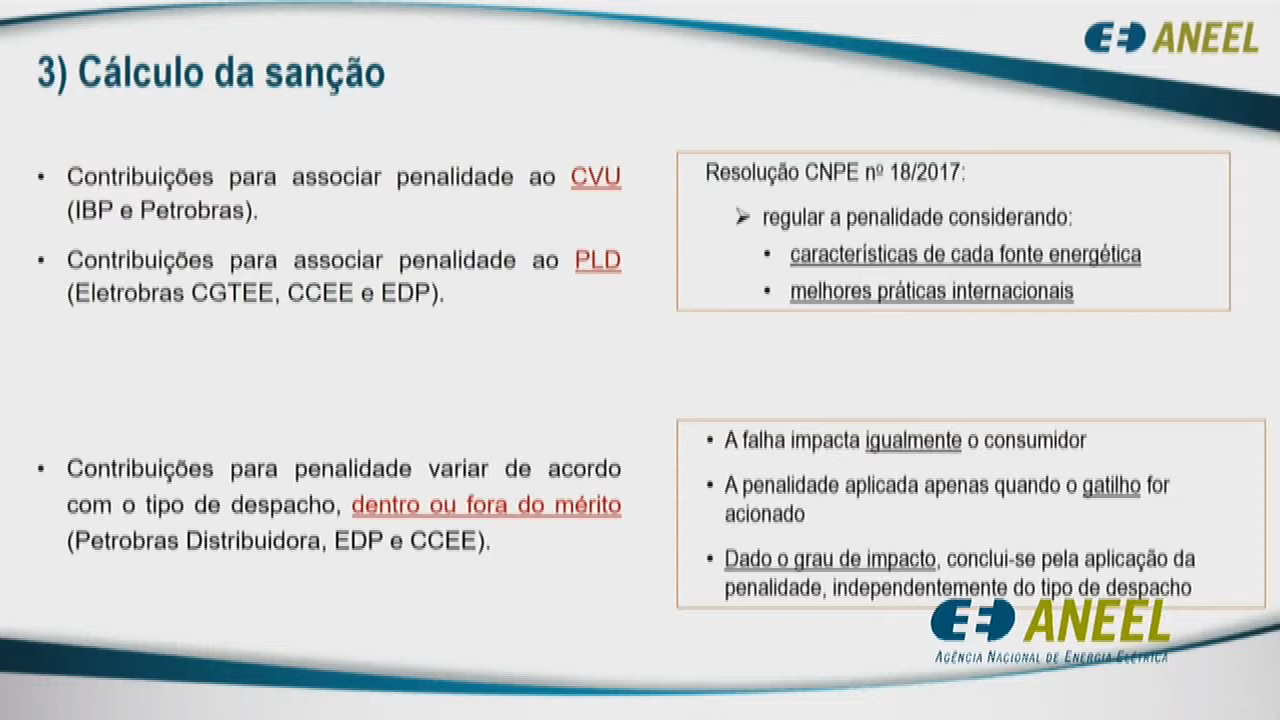 ANEEL
3) Cálculo da sanção
• Contribuições para associar penalidade ao CVU
(IBP e Petrobras).
• Contribuições para associar penalidade ao PLD
(Eletrobras CGTEE, CCEE e EDP).
Resolução CNPE nº 18/2017:
➢ regular a penalidade considerando:
• características de cada fonte energética
• melhores práticas internacionais
• Contribuições para penalidade variar de acordo
com o tipo de despacho, dentro ou fora do mérito
(Petrobras Distribuidora, EDP e CCEE).
• A falha impacta igualmente o consumidor
• A penalidade aplicada apenas quando o gatilho for
acionado
• Dado o grau de impacto, conclui-se pela aplicação da
penalidade, independentemente do tipo de despacho
ANEEL
AGÊNCIA NACIONAL DE ENERGIA ELÉTRICA